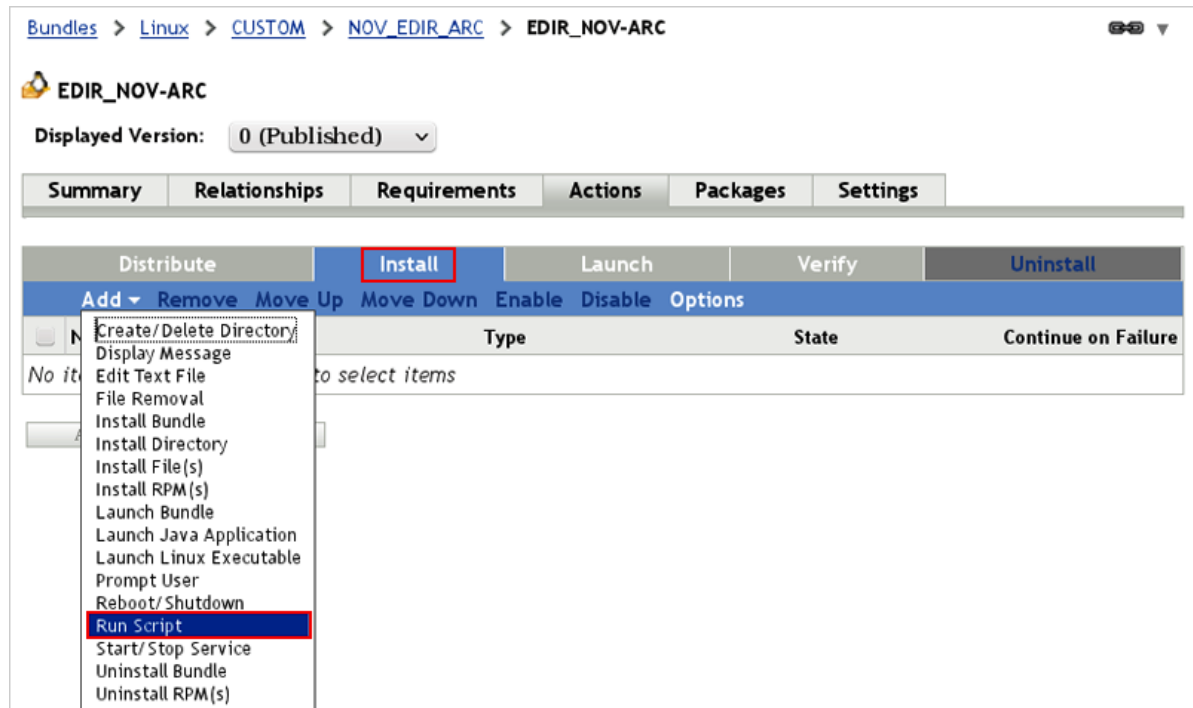 Bundles > Linux > CUSTOM > NOV_EDIR_ARC > EDIR_NOV-ARC
EDIR_NOV-ARC
Displayed Version: 0 (Published)
Summary Relationships Requirements Actions Packages Settings
Distribute Install Launch Verify Uninstall
Add Remove Move Up Move Down Enable Disable Options
Type State Continue on Failure
No to select items
Create/Delete Directory
Display Message
Edit Text File
File Removal
Install Bundle
Install Directory
Install File(s)
Install RPM(s)
Launch Bundle
Launch Java Application
Launch Linux Executable
Prompt User
Reboot/Shutdown
Run Script
Start/Stop Service
Uninstall Bundle
Uninstall RPM(s)